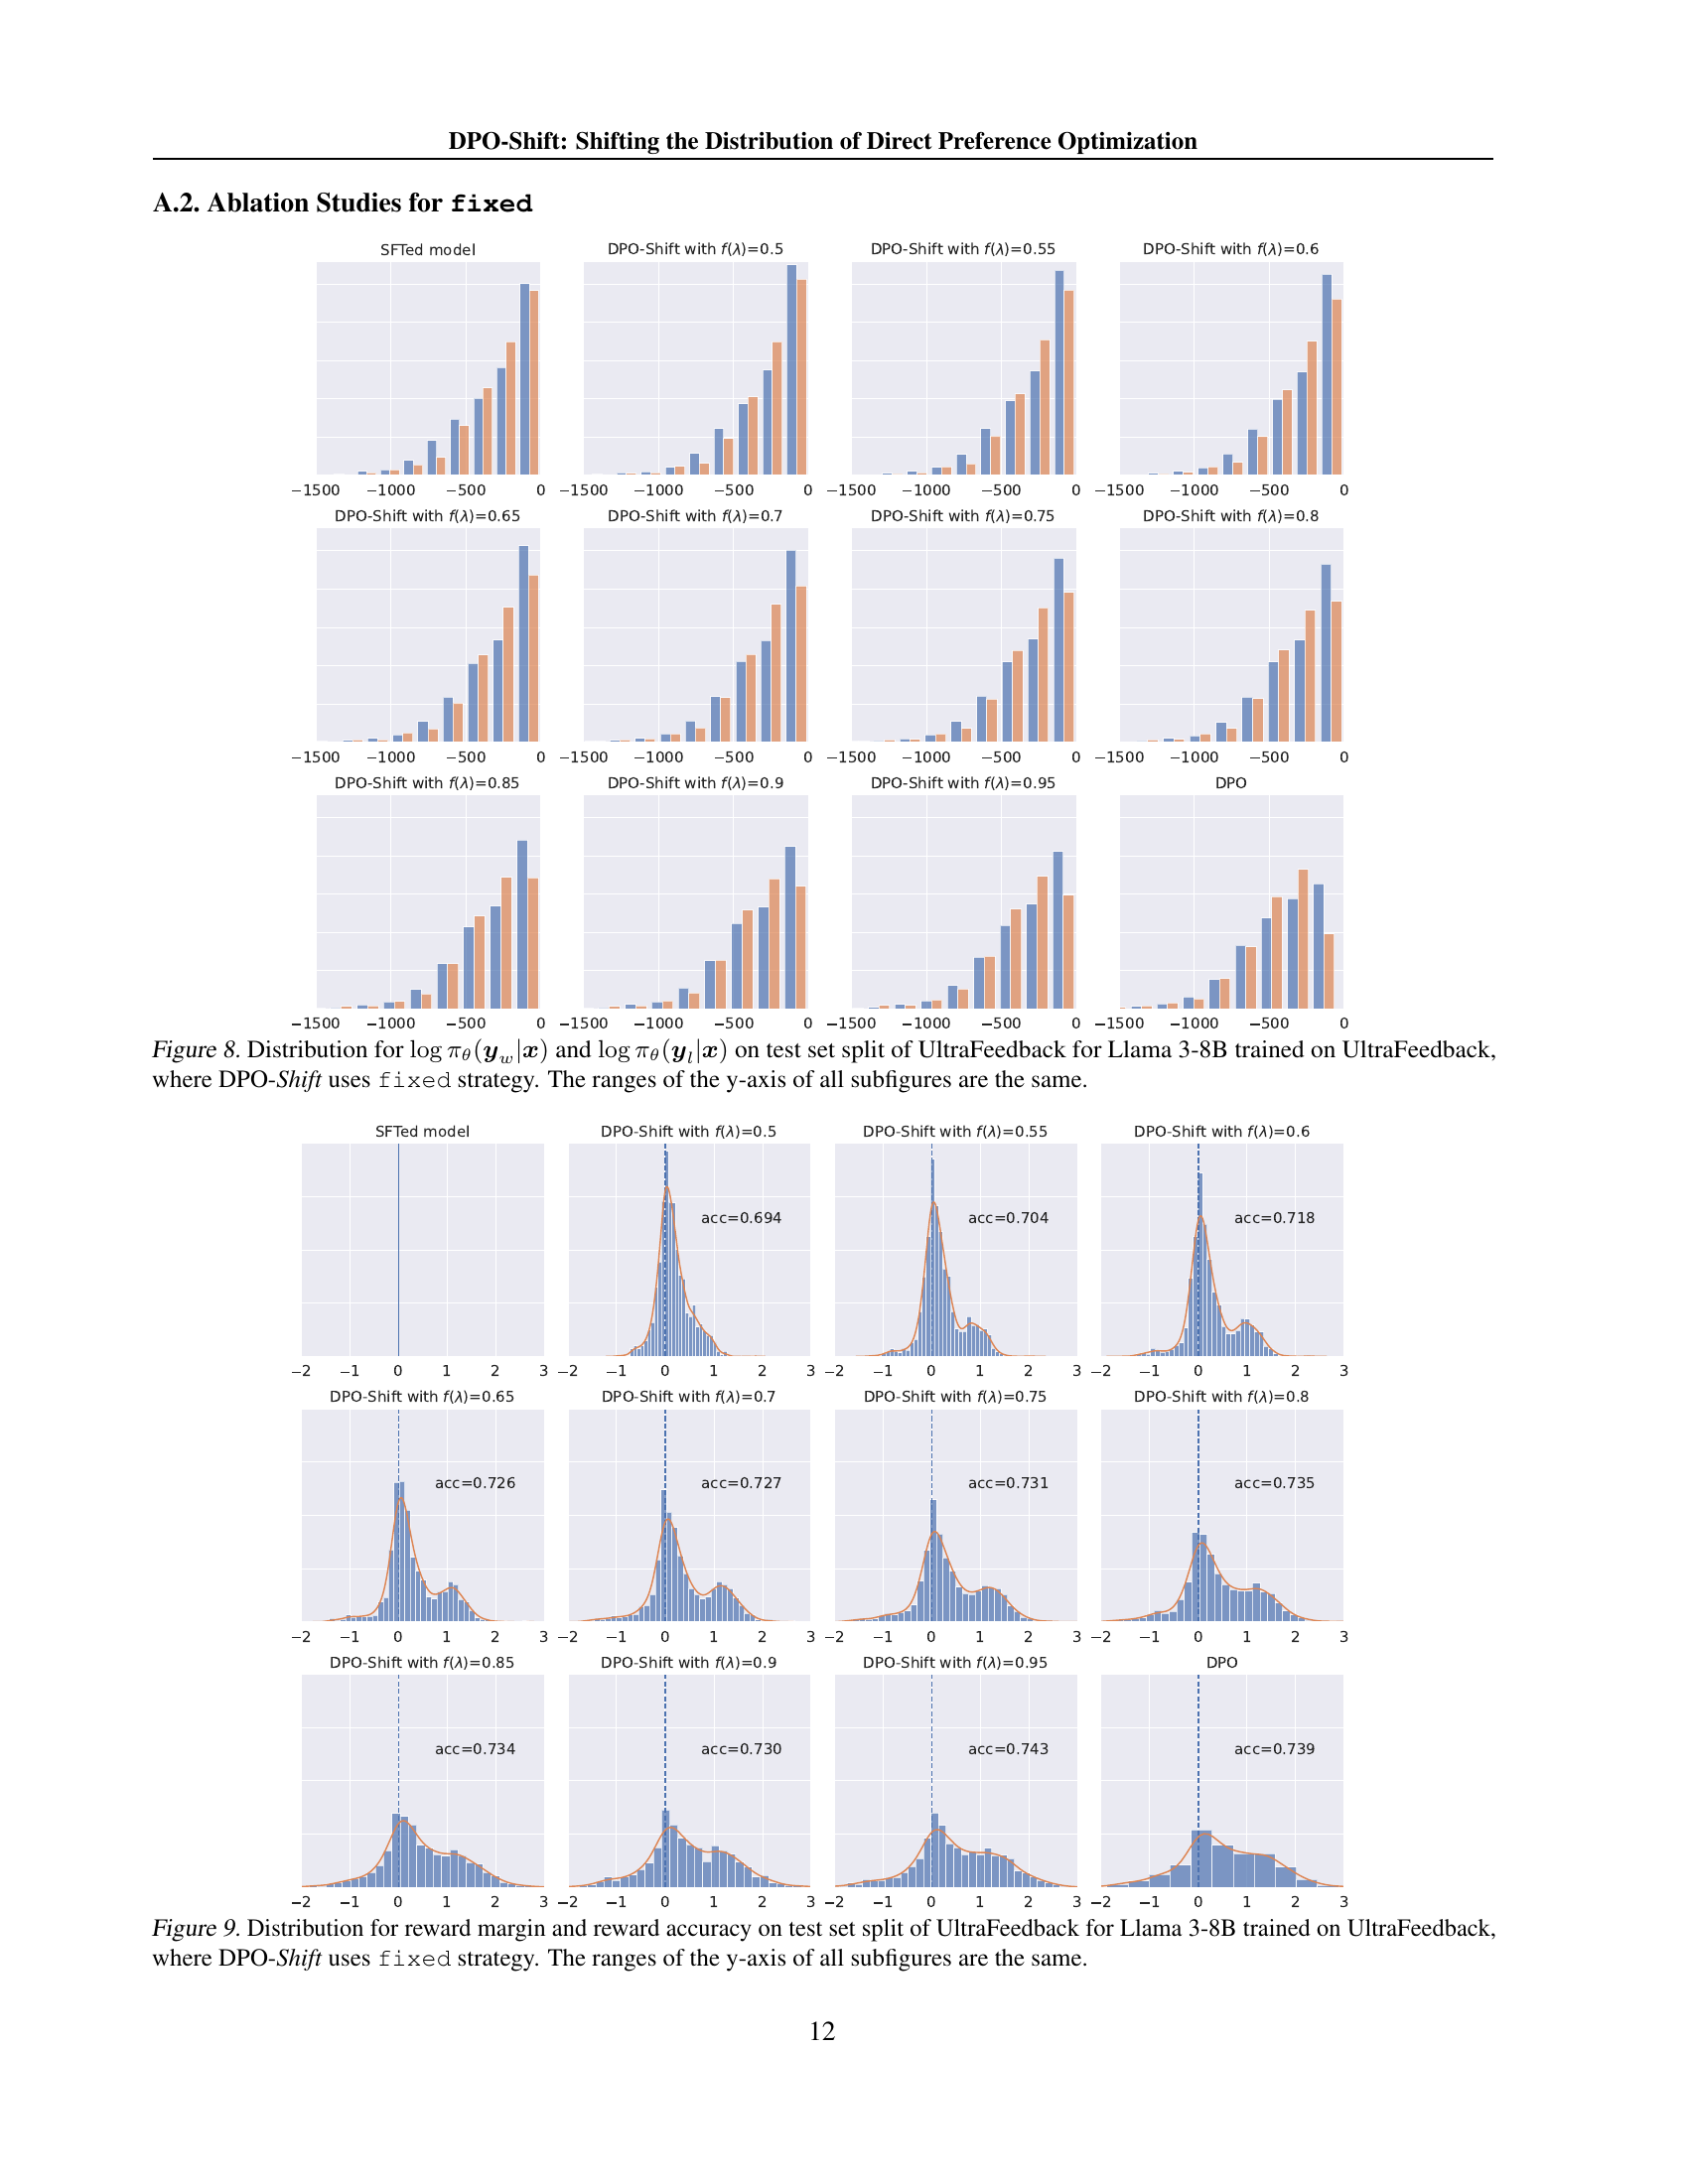 DPO-Shift: Shifting the Distribution of Direct Preference Optimization
A.2. Ablation Studies for fixed
SFTed model DPO-Shift with f(λ)=0.5 DPO-Shift with f(λ)=0.55 DPO-Shift with f(λ)=0.6
−1500 −1000 −500 0 −1500 −1000 −500 0 −1500 −1000 −500 0 −1500 −1000 −500 0
DPO-Shift with f(λ)=0.65 DPO-Shift with f(λ)=0.7 DPO-Shift with f(λ)=0.75 DPO-Shift with f(λ)=0.8
−1500 −1000 −500 0 −1500 −1000 −500 0 −1500 −1000 −500 0 −1500 −1000 −500 0
DPO-Shift with f(λ)=0.85 DPO-Shift with f(λ)=0.9 DPO-Shift with f(λ)=0.95 DPO
−1500 −1000 −500 0 −1500 −1000 −500 0 −1500 −1000 −500 0 −1500 −1000 −500 0
Figure 8. Distribution for log π_θ(y_w|x) and log π_θ(y_l|x) on test set split of UltraFeedback for Llama 3-8B trained on UltraFeedback,
where DPO-Shift uses fixed strategy. The ranges of the y-axis of all subfigures are the same.
SFTed model DPO-Shift with f(λ)=0.5 DPO-Shift with f(λ)=0.55 DPO-Shift with f(λ)=0.6
acc=0.694 acc=0.704 acc=0.718
−2 −1 0 1 2 3 −2 −1 0 1 2 3 −2 −1 0 1 2 3 −2 −1 0 1 2 3
DPO-Shift with f(λ)=0.65 DPO-Shift with f(λ)=0.7 DPO-Shift with f(λ)=0.75 DPO-Shift with f(λ)=0.8
acc=0.726 acc=0.727 acc=0.731 acc=0.735
−2 −1 0 1 2 3 −2 −1 0 1 2 3 −2 −1 0 1 2 3 −2 −1 0 1 2 3
DPO-Shift with f(λ)=0.85 DPO-Shift with f(λ)=0.9 DPO-Shift with f(λ)=0.95 DPO
acc=0.734 acc=0.730 acc=0.743 acc=0.739
−2 −1 0 1 2 3 −2 −1 0 1 2 3 −2 −1 0 1 2 3 −2 −1 0 1 2 3
Figure 9. Distribution for reward margin and reward accuracy on test set split of UltraFeedback for Llama 3-8B trained on UltraFeedback,
where DPO-Shift uses fixed strategy. The ranges of the y-axis of all subfigures are the same.
12